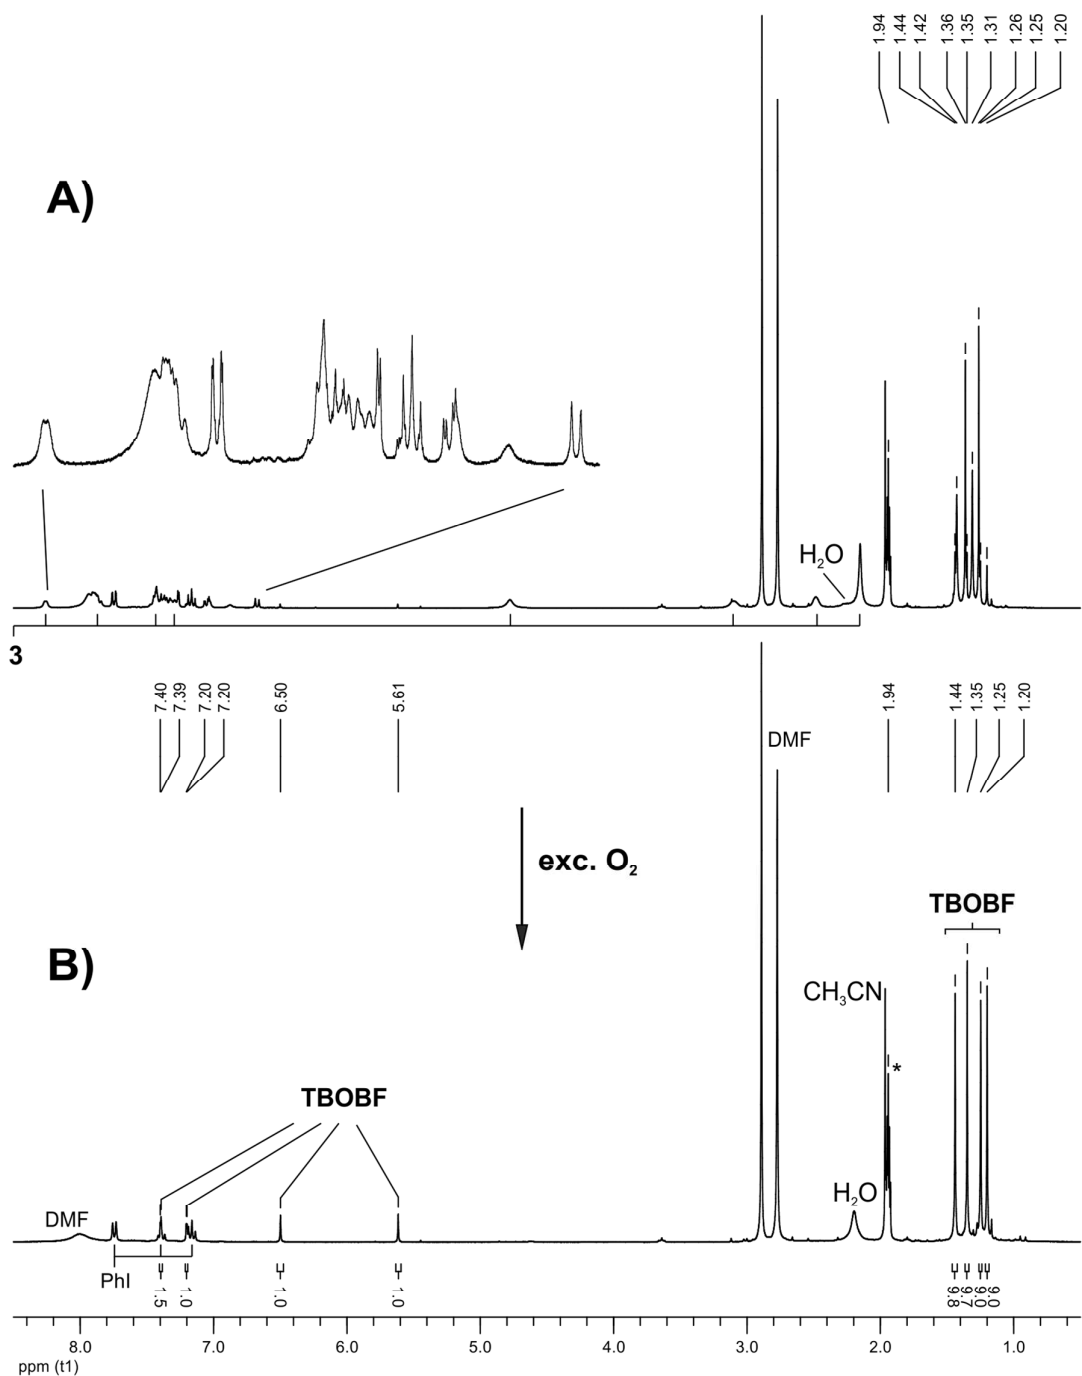 1.94 1.44 1.42 1.36 1.35 1.31 1.26 1.25 1.20
A)
H₂O
3
7.40 7.39 7.20 7.20 6.50 5.61 1.94 1.44 1.35 1.25 1.20
DMF
exc. O₂
TBOBF
B)
CH₃CN
*
TBOBF
H₂O
DMF
PhI
1.5 1.0 1.0 1.0 9.8 9.7 9.0 9.0
8.0 7.0 6.0 5.0 4.0 3.0 2.0 1.0
ppm (t1)